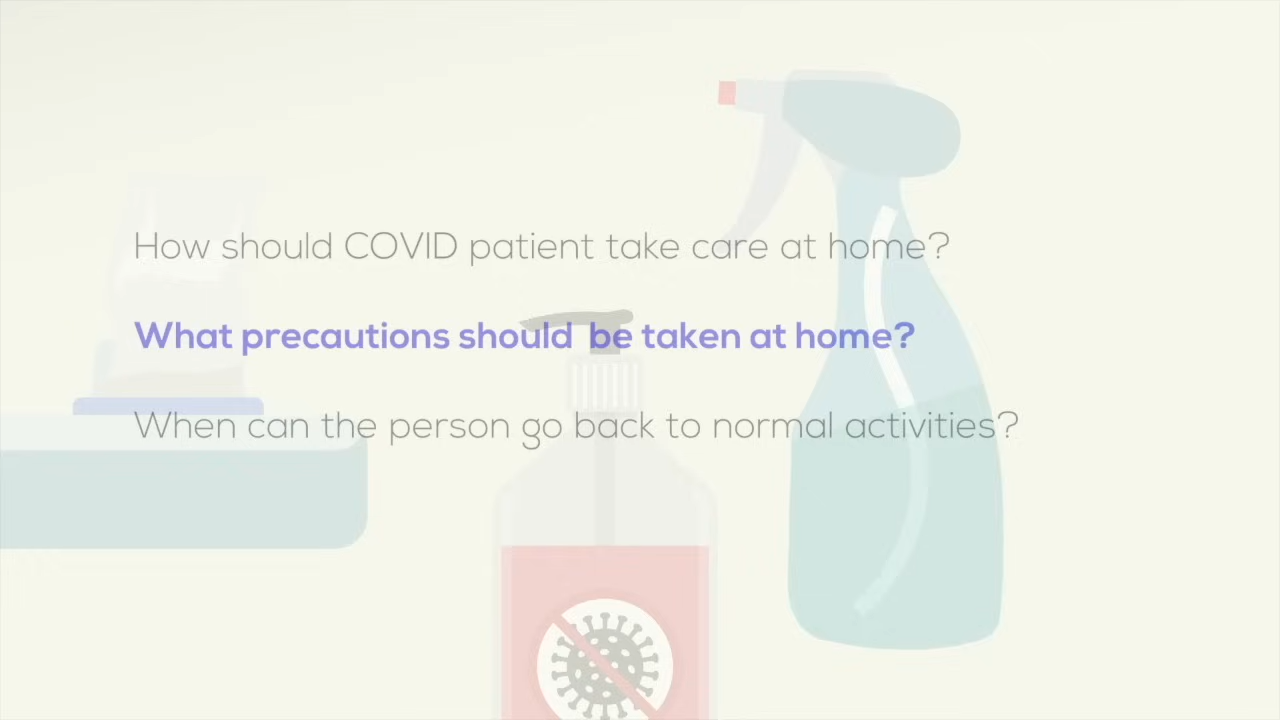 How should COVID patient take care at home?
What precautions should be taken at home?
When can the person go back to normal activities?